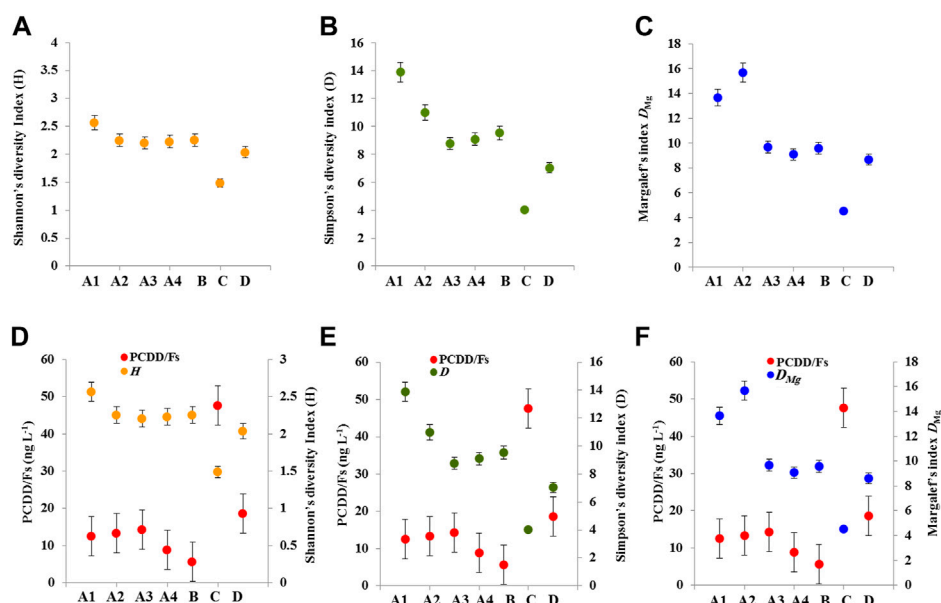 A
B
C
Shannon's diversity Index (H)
4
3.5
3
2.5
2
1.5
1
0.5
0
A1 A2 A3 A4 B C D
Simpson's diversity index (D)
16
14
12
10
8
6
4
2
0
A1 A2 A3 A4 B C D
Margalef's index DMg
18
16
14
12
10
8
6
4
2
0
A1 A2 A3 A4 B C D
D
E
F
PCDD/Fs
H
PCDD/Fs (ng L-1)
60
50
40
30
20
10
0
3
2.5
2
1.5
1
0.5
0
Shannon's diversity Index (H)
A1 A2 A3 A4 B C D
PCDD/Fs
D
PCDD/Fs (ng L-1)
60
50
40
30
20
10
0
16
14
12
10
8
6
4
2
0
Simpson's diversity index (D)
A1 A2 A3 A4 B C D
PCDD/Fs
DMg
PCDD/Fs (ng L-1)
60
50
40
30
20
10
0
18
16
14
12
10
8
6
4
2
0
Margalef's index DMg
A1 A2 A3 A4 B C D